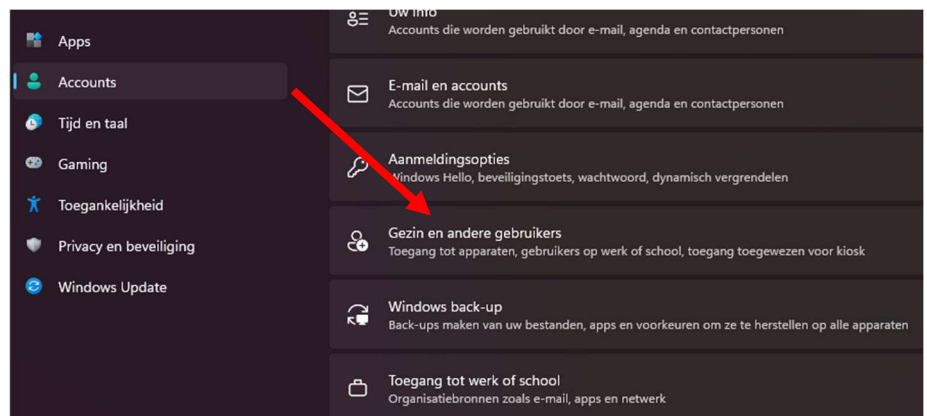 Apps
Accounts
Tijd en taal
Gaming
Toegankelijkheid
Privacy en beveiliging
Windows Update
Uw info
Accounts die worden gebruikt door e-mail, agenda en contactpersonen
E-mail en accounts
Accounts die worden gebruikt door e-mail, agenda en contactpersonen
Aanmeldingsopties
Windows Hello, beveiligingstoets, wachtwoord, dynamisch vergrendelen
Gezin en andere gebruikers
Toegang tot apparaten, gebruikers op werk of school, toegang toegewezen voor kiosk
Windows back-up
Back-ups maken van uw bestanden, apps en voorkeuren om ze te herstellen op alle apparaten
Toegang tot werk of school
Organisatiebronnen zoals e-mail, apps en netwerk